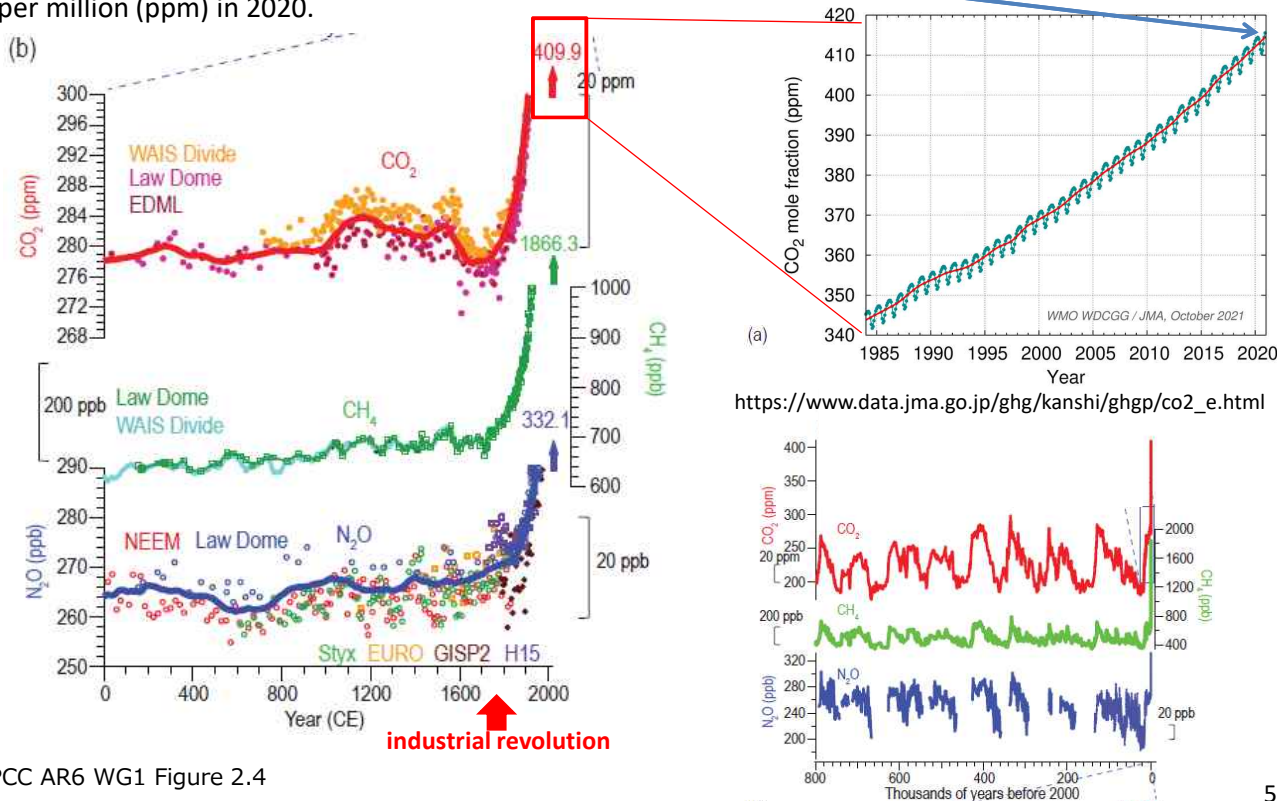 per million (ppm) in 2020.
(b)
409.9
20 ppm
300
296
292
288
284
280
276
272
268
CO2 (ppm)
WAIS Divide
Law Dome
EDML
CO2
1866.3
1000
900
800
700
600
CH4 (ppb)
200 ppb
Law Dome
WAIS Divide
CH4
332.1
290
280
270
260
250
N2O (ppb)
NEEM Law Dome N2O
20 ppb
Styx EURO GISP2 H15
0 400 800 1200 1600 2000
Year (CE)
industrial revolution
PCC AR6 WG1 Figure 2.4
420
410
400
390
380
370
360
350
340
CO2 mole fraction (ppm)
WMO WDCGG / JMA, October 2021
(a)
1985 1990 1995 2000 2005 2010 2015 2020
Year
https://www.data.jma.go.jp/ghg/kanshi/ghgp/co2_e.html
400
350
300
250
200
CO2 (ppm)
CO2
20 ppm
2000
1600
1200
800
400
CH4 (ppb)
CH4
200 ppb
320
280
240
200
N2O (ppb)
N2O
20 ppb
800 600 400 200 0
Thousands of years before 2000
5